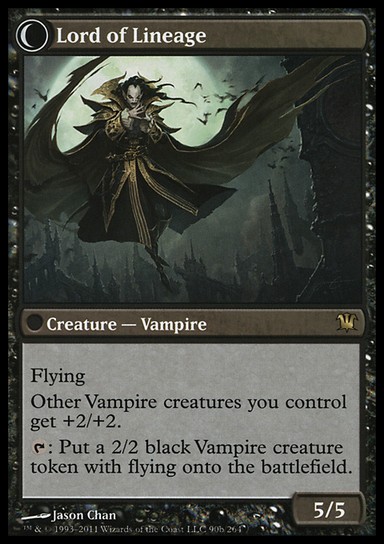 Lord of Lineage
Creature — Vampire
Flying
Other Vampire creatures you control
get +2/+2.
: Put a 2/2 black Vampire creature
token with flying onto the battlefield.
Jason Chan
™ & © 1993–2011 Wizards of the Coast LLC 90b/264
5/5